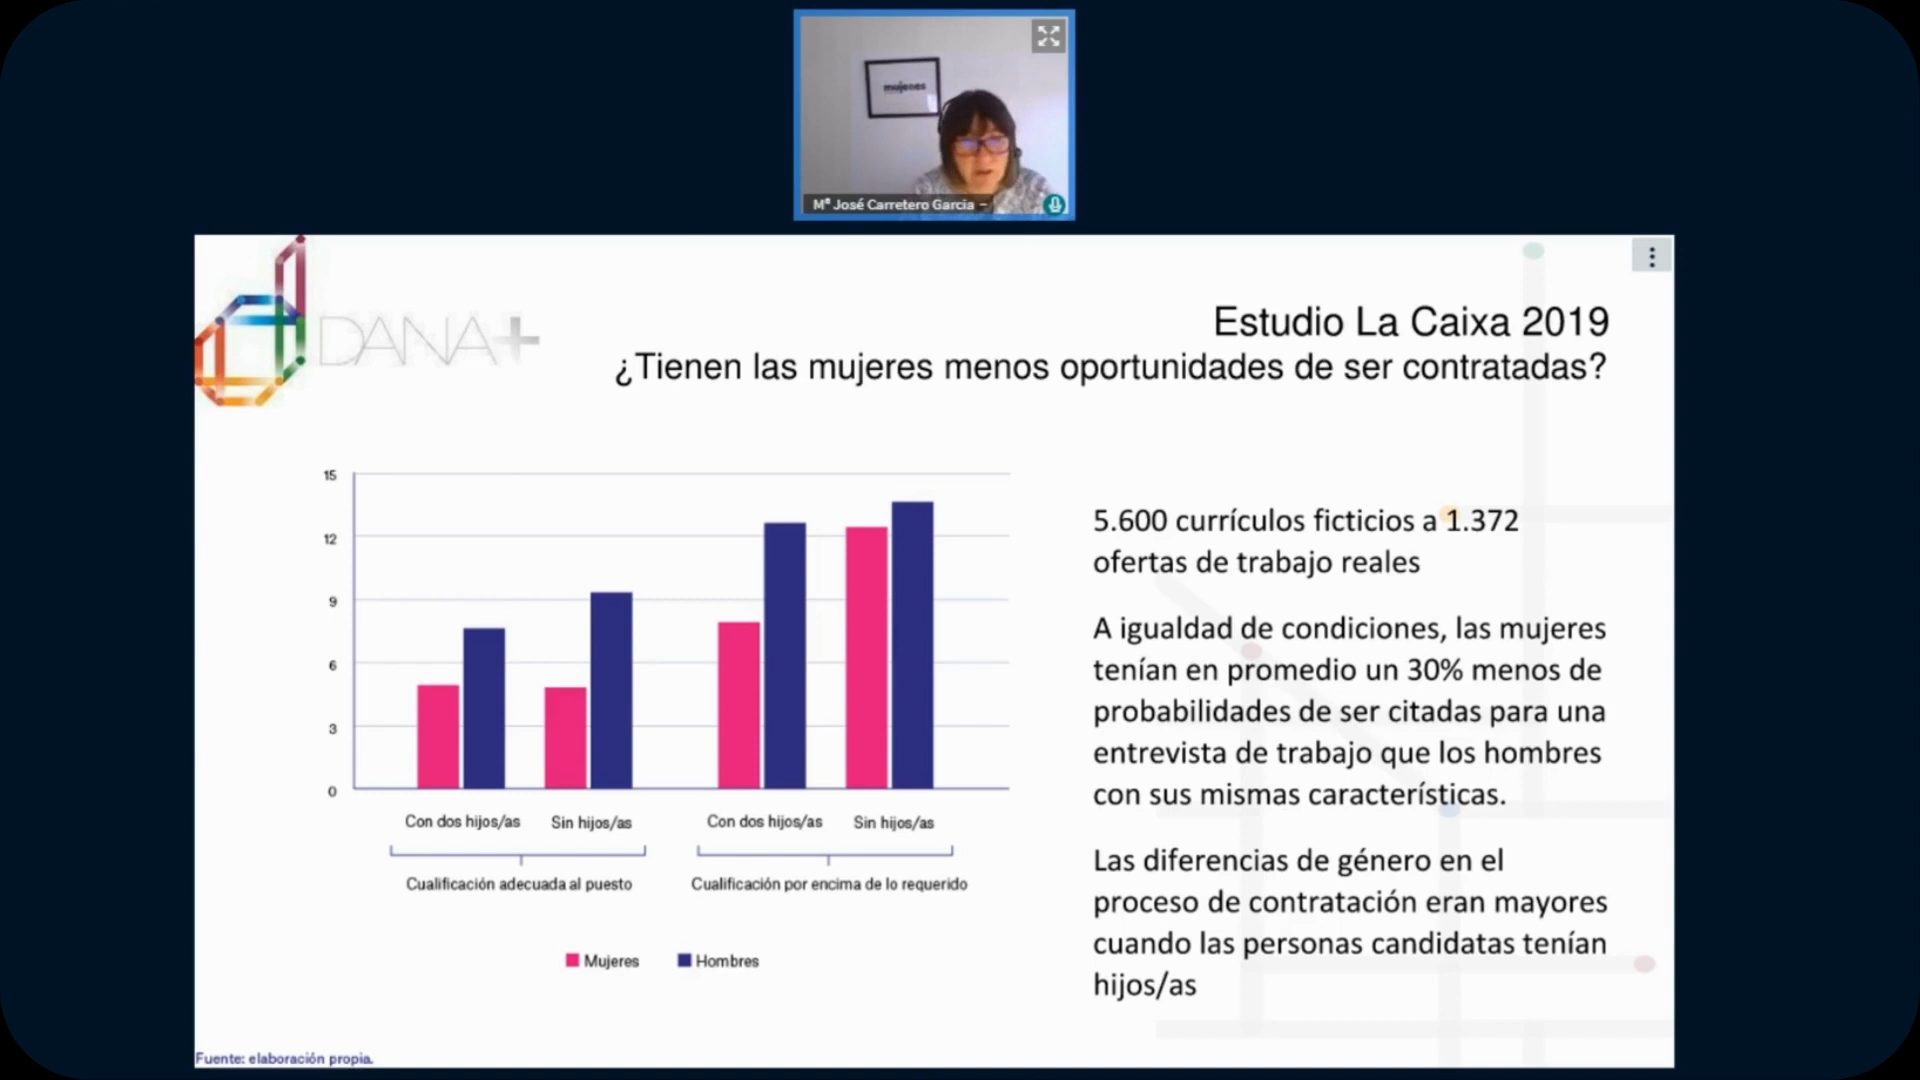 mujeres
Mª José Carretero Garcia –
DANA+
Estudio La Caixa 2019
¿Tienen las mujeres menos oportunidades de ser contratadas?
15
12
9
6
3
0
Con dos hijos/as
Sin hijos/as
Con dos hijos/as
Sin hijos/as
Cualificación adecuada al puesto
Cualificación por encima de lo requerido
Mujeres
Hombres
5.600 currículos ficticios a 1.372
ofertas de trabajo reales
A igualdad de condiciones, las mujeres
tenían en promedio un 30% menos de
probabilidades de ser citadas para una
entrevista de trabajo que los hombres
con sus mismas características.
Las diferencias de género en el
proceso de contratación eran mayores
cuando las personas candidatas tenían
hijos/as
Fuente: elaboración propia.